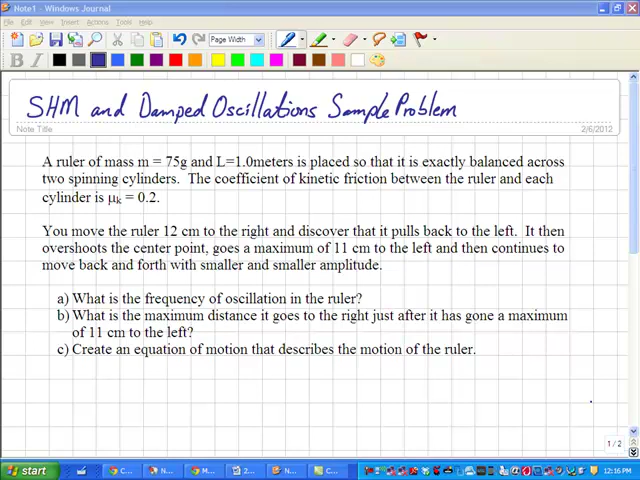 Note1 - Windows Journal
File Edit View Insert Actions Tools Help
Page Width
B I
SHM and Damped Oscillations Sample Problem
Note Title
2/6/2012
A ruler of mass m = 75g and L=1.0meters is placed so that it is exactly balanced across
two spinning cylinders. The coefficient of kinetic friction between the ruler and each
cylinder is μk = 0.2.
You move the ruler 12 cm to the right and discover that it pulls back to the left. It then
overshoots the center point, goes a maximum of 11 cm to the left and then continues to
move back and forth with smaller and smaller amplitude.
a) What is the frequency of oscillation in the ruler?
b) What is the maximum distance it goes to the right just after it has gone a maximum
of 11 cm to the left?
c) Create an equation of motion that describes the motion of the ruler.
1 / 2
start C... N... M... 2... N... C... 12:16 PM